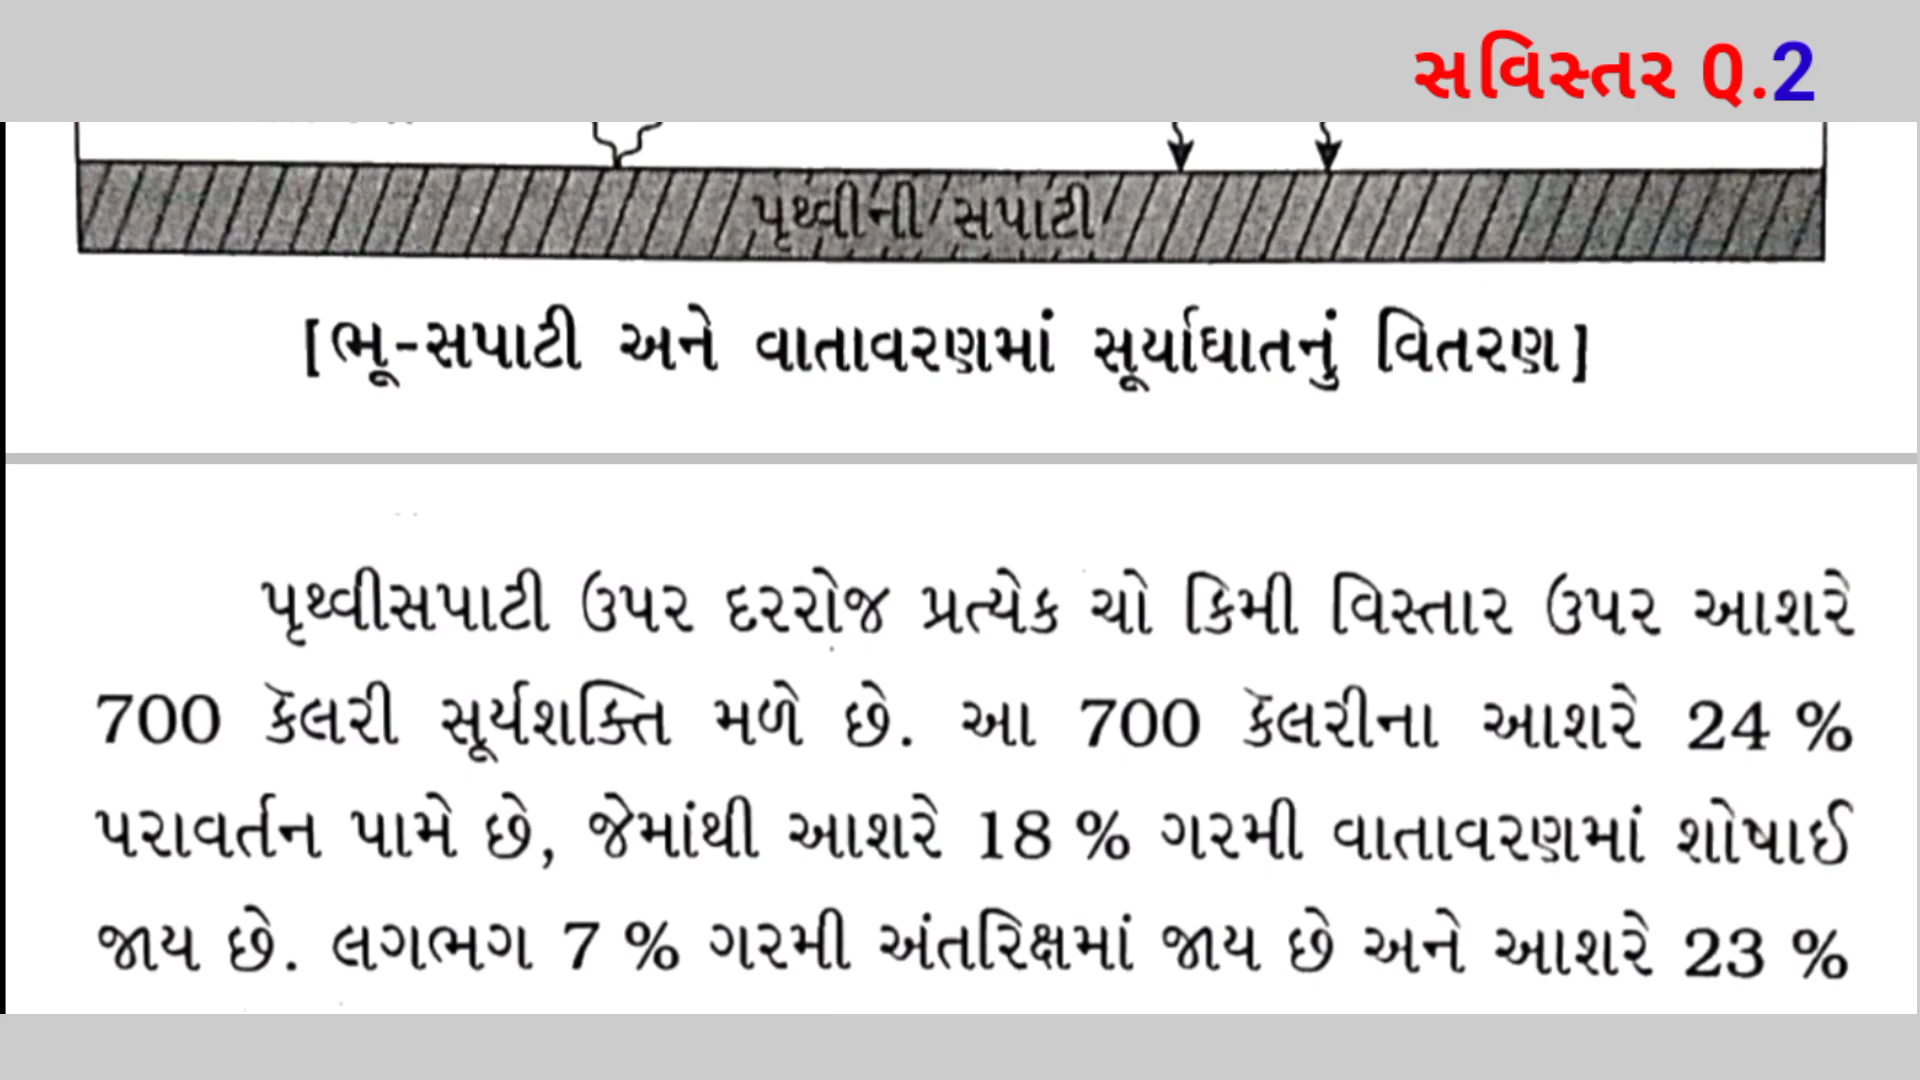 સવિસ્તર Q.2
પૃથ્વીની સપાટી
[ભૂ-સપાટી અને વાતાવરણમાં સૂર્યાઘાતનું વિતરણ]
પૃથ્વીસપાટી ઉપર દરરોજ પ્રત્યેક ચો કિમી વિસ્તાર ઉપર આશરે
700 કૅલરી સૂર્યશક્તિ મળે છે. આ 700 કૅલરીના આશરે 24 %
પરાવર્તન પામે છે, જેમાંથી આશરે 18 % ગરમી વાતાવરણમાં શોષાઈ
જાય છે. લગભગ 7 % ગરમી અંતરિક્ષમાં જાય છે અને આશરે 23 %